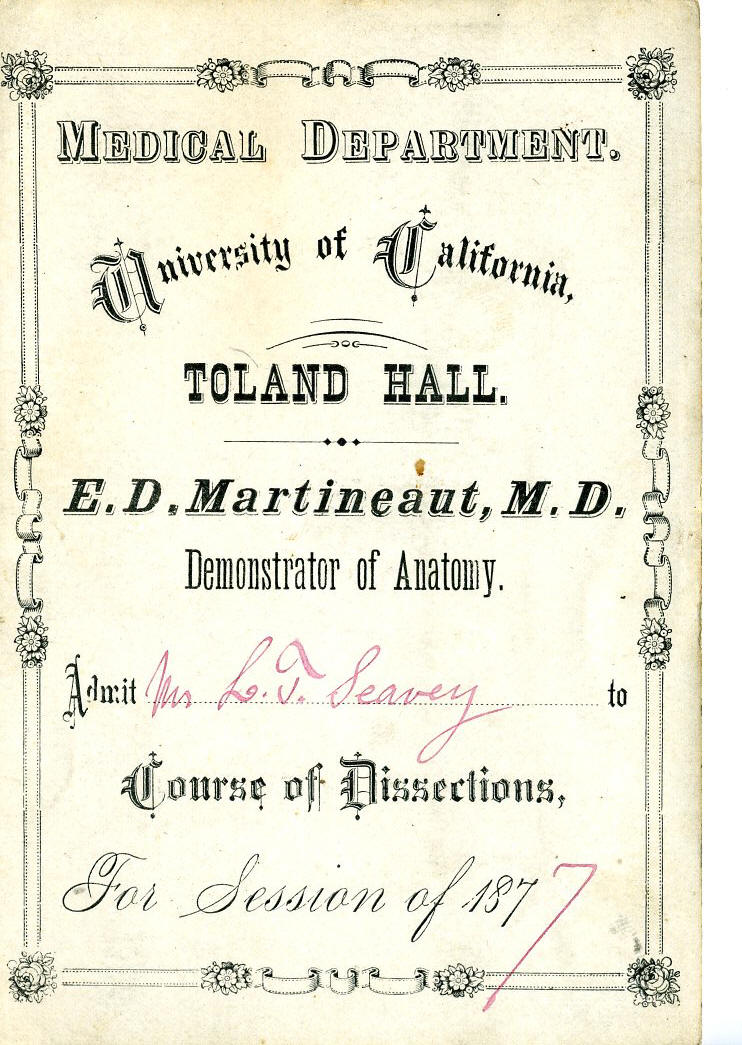 MEDICAL DEPARTMENT.
University of California,
TOLAND HALL.
E. D. Martineaut, M. D.
Demonstrator of Anatomy.
Admit Mr L. T. Seavey to
Course of Dissections,
For Session of 1877